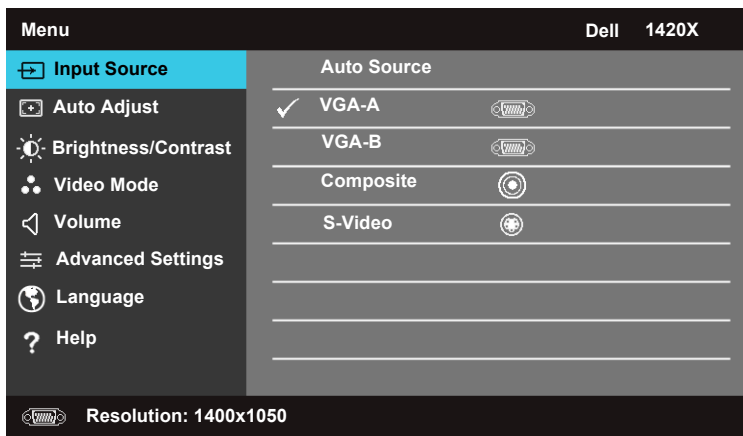 Menu Dell 1420X
Input Source
Auto Adjust
Brightness/Contrast
Video Mode
Volume
Advanced Settings
Language
? Help
Auto Source
VGA-A
VGA-B
Composite
S-Video
Resolution: 1400x1050